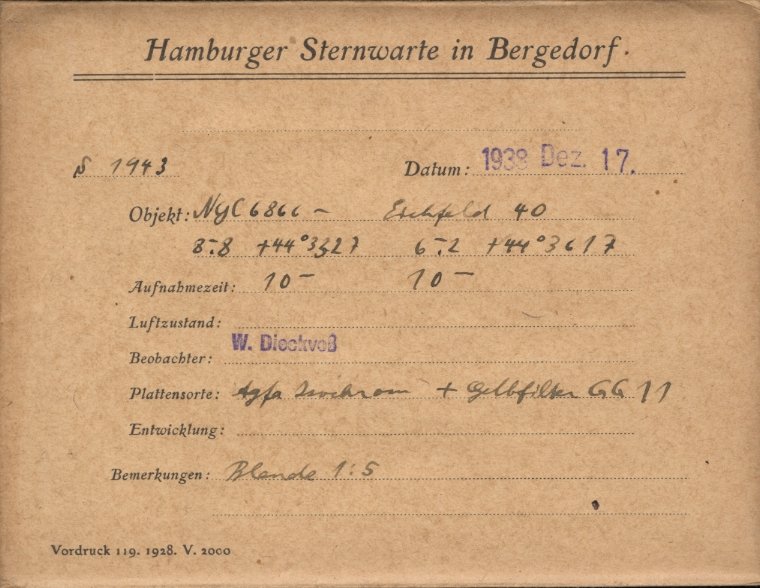 Hamburger Sternwarte in Bergedorf.
S 1943 Datum: 1938 Dez. 17.
Objekt: NGC 6866 – Eichfeld 40
8.8 +44°3327 6.2 +44°3617
Aufnahmezeit: 10– 10–
Luftzustand:
Beobachter: W. Dieckvoß
Plattensorte: Agfa Isochrom + Gelbfilter GG 11
Entwicklung:
Bemerkungen: Blende 1:5
Vordruck 119. 1928. V. 2000